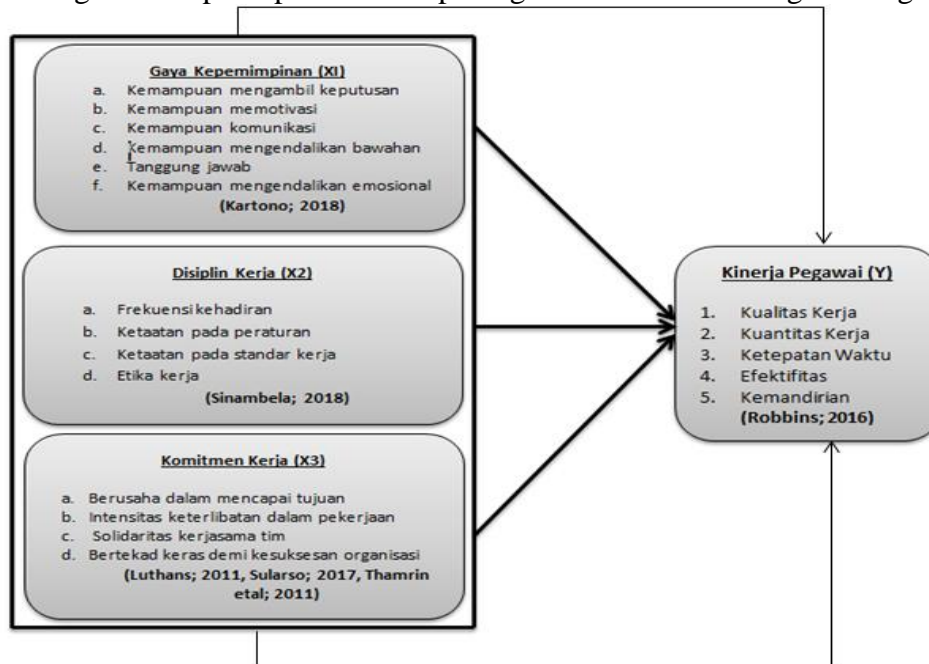 Gaya Kepemimpinan (XI)
a. Kemampuan mengambil keputusan
b. Kemampuan memotivasi
c. Kemampuan komunikasi
d. Kemampuan mengendalikan bawahan
e. Tanggung jawab
f. Kemampuan mengendalikan emosional
(Kartono; 2018)
Disiplin Kerja (X2)
a. Frekuensi kehadiran
b. Ketaatan pada peraturan
c. Ketaatan pada standar kerja
d. Etika kerja
(Sinambela; 2018)
Komitmen Kerja (X3)
a. Berusaha dalam mencapai tujuan
b. Intensitas keterlibatan dalam pekerjaan
c. Solidaritas kerjasama tim
d. Bertekad keras demi kesuksesan organisasi
(Luthans; 2011, Sularso; 2017, Thamrin
etal; 2011)
Kinerja Pegawai (Y)
1. Kualitas Kerja
2. Kuantitas Kerja
3. Ketepatan Waktu
4. Efektifitas
5. Kemandirian
(Robbins; 2016)